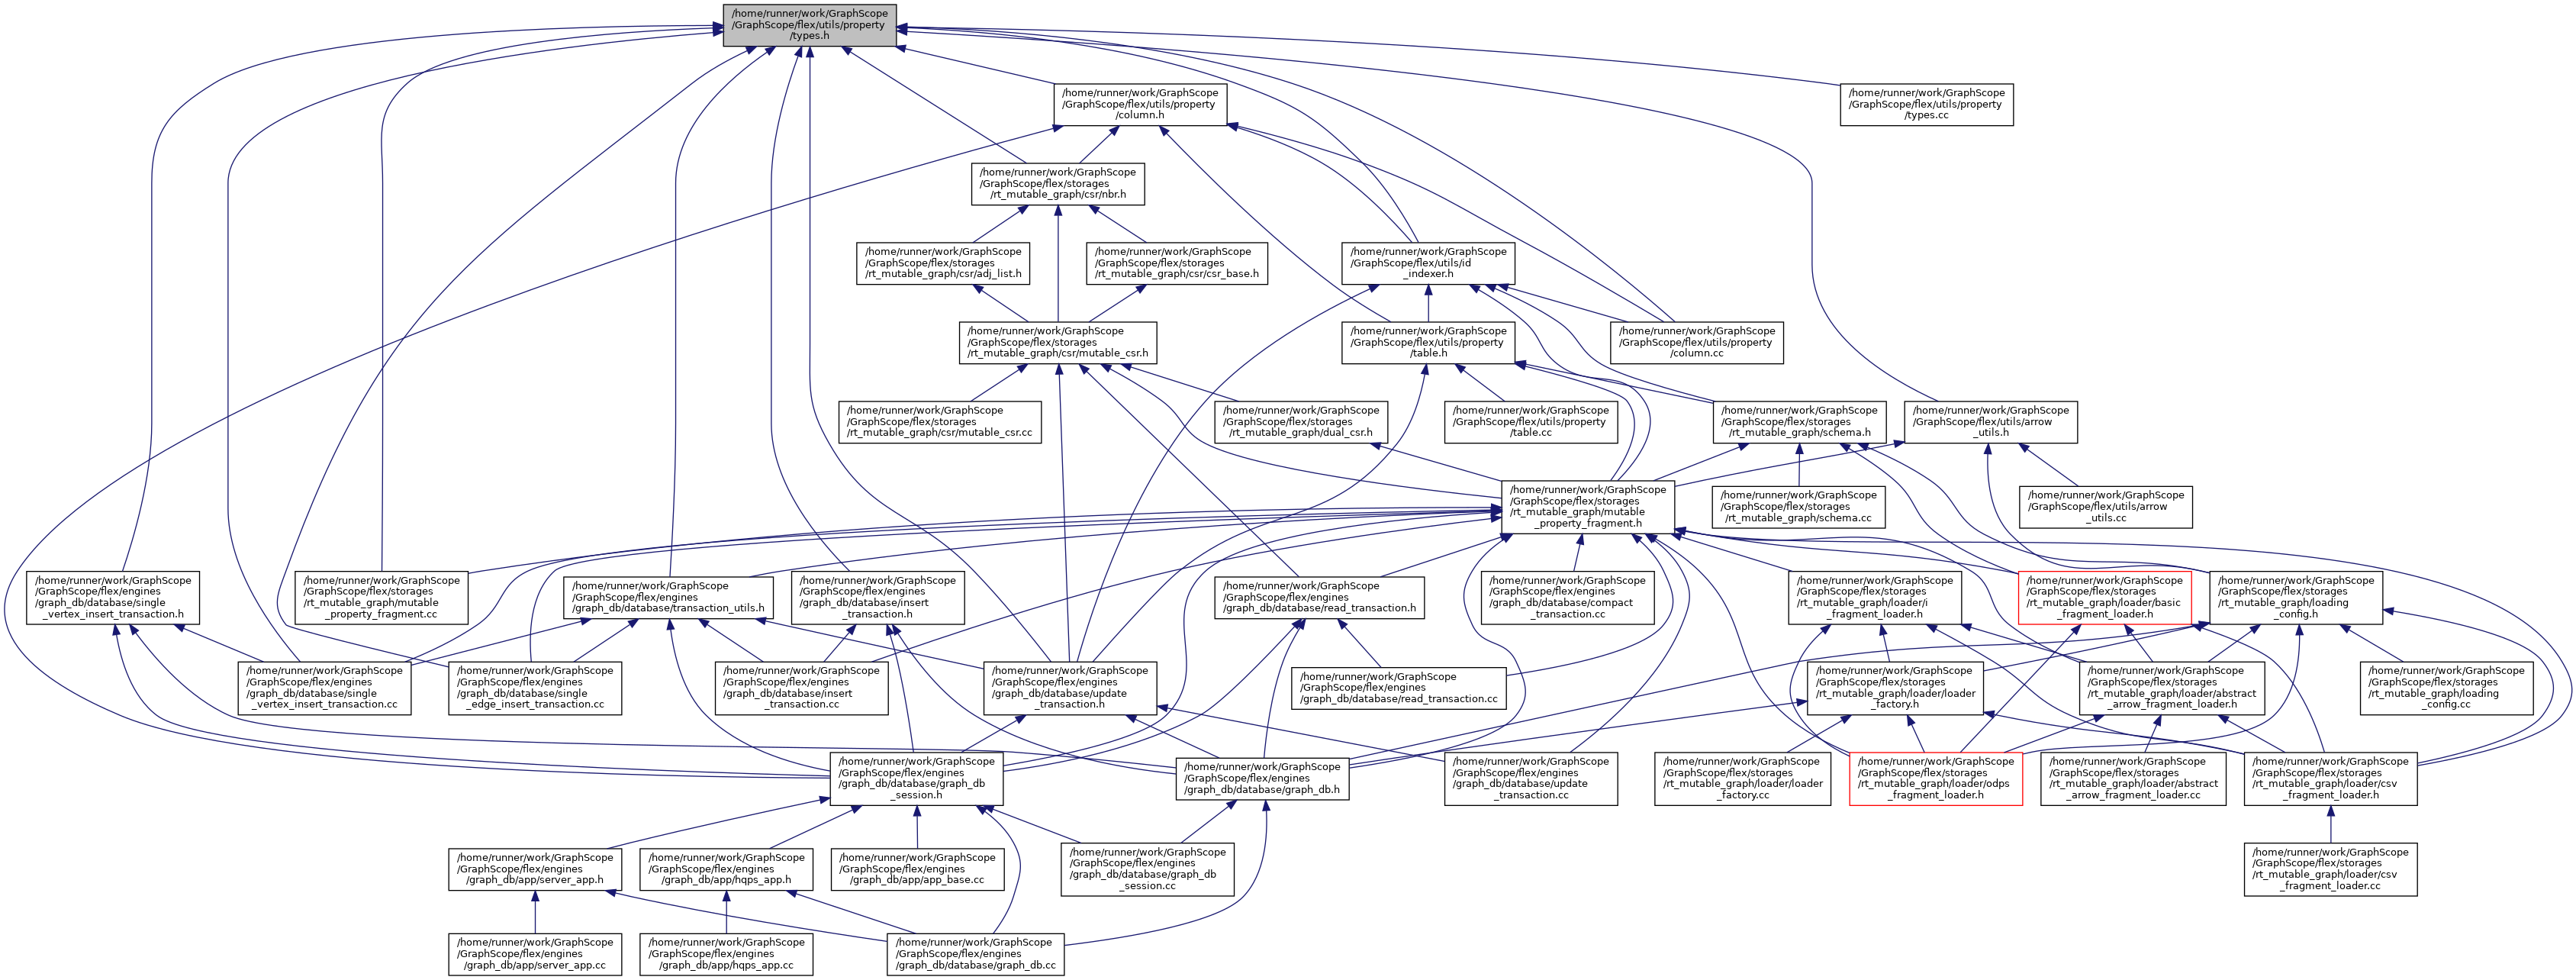 /home/runner/work/GraphScope
/GraphScope/flex/utils/property
/types.h
/home/runner/work/GraphScope
/GraphScope/flex/utils/property
/column.h
/home/runner/work/GraphScope
/GraphScope/flex/utils/property
/types.cc
/home/runner/work/GraphScope
/GraphScope/flex/storages
/rt_mutable_graph/csr/nbr.h
/home/runner/work/GraphScope
/GraphScope/flex/storages
/rt_mutable_graph/csr/adj_list.h
/home/runner/work/GraphScope
/GraphScope/flex/storages
/rt_mutable_graph/csr/csr_base.h
/home/runner/work/GraphScope
/GraphScope/flex/utils/id
_indexer.h
/home/runner/work/GraphScope
/GraphScope/flex/storages
/rt_mutable_graph/csr/mutable_csr.h
/home/runner/work/GraphScope
/GraphScope/flex/utils/property
/table.h
/home/runner/work/GraphScope
/GraphScope/flex/utils/property
/column.cc
/home/runner/work/GraphScope
/GraphScope/flex/storages
/rt_mutable_graph/csr/mutable_csr.cc
/home/runner/work/GraphScope
/GraphScope/flex/storages
/rt_mutable_graph/dual_csr.h
/home/runner/work/GraphScope
/GraphScope/flex/utils/property
/table.cc
/home/runner/work/GraphScope
/GraphScope/flex/storages
/rt_mutable_graph/schema.h
/home/runner/work/GraphScope
/GraphScope/flex/utils/arrow
_utils.h
/home/runner/work/GraphScope
/GraphScope/flex/storages
/rt_mutable_graph/mutable
_property_fragment.h
/home/runner/work/GraphScope
/GraphScope/flex/storages
/rt_mutable_graph/schema.cc
/home/runner/work/GraphScope
/GraphScope/flex/utils/arrow
_utils.cc
/home/runner/work/GraphScope
/GraphScope/flex/engines
/graph_db/database/single
_vertex_insert_transaction.h
/home/runner/work/GraphScope
/GraphScope/flex/storages
/rt_mutable_graph/mutable
_property_fragment.cc
/home/runner/work/GraphScope
/GraphScope/flex/engines
/graph_db/database/transaction_utils.h
/home/runner/work/GraphScope
/GraphScope/flex/engines
/graph_db/database/insert
_transaction.h
/home/runner/work/GraphScope
/GraphScope/flex/engines
/graph_db/database/read_transaction.h
/home/runner/work/GraphScope
/GraphScope/flex/engines
/graph_db/database/compact
_transaction.cc
/home/runner/work/GraphScope
/GraphScope/flex/storages
/rt_mutable_graph/loader/i
_fragment_loader.h
/home/runner/work/GraphScope
/GraphScope/flex/storages
/rt_mutable_graph/loader/basic
_fragment_loader.h
/home/runner/work/GraphScope
/GraphScope/flex/storages
/rt_mutable_graph/loading
_config.h
/home/runner/work/GraphScope
/GraphScope/flex/engines
/graph_db/database/single
_vertex_insert_transaction.cc
/home/runner/work/GraphScope
/GraphScope/flex/engines
/graph_db/database/single
_edge_insert_transaction.cc
/home/runner/work/GraphScope
/GraphScope/flex/engines
/graph_db/database/insert
_transaction.cc
/home/runner/work/GraphScope
/GraphScope/flex/engines
/graph_db/database/update
_transaction.h
/home/runner/work/GraphScope
/GraphScope/flex/engines
/graph_db/database/read_transaction.cc
/home/runner/work/GraphScope
/GraphScope/flex/storages
/rt_mutable_graph/loader/loader
_factory.h
/home/runner/work/GraphScope
/GraphScope/flex/storages
/rt_mutable_graph/loader/abstract
_arrow_fragment_loader.h
/home/runner/work/GraphScope
/GraphScope/flex/storages
/rt_mutable_graph/loading
_config.cc
/home/runner/work/GraphScope
/GraphScope/flex/engines
/graph_db/database/graph_db
_session.h
/home/runner/work/GraphScope
/GraphScope/flex/engines
/graph_db/database/graph_db.h
/home/runner/work/GraphScope
/GraphScope/flex/engines
/graph_db/database/update
_transaction.cc
/home/runner/work/GraphScope
/GraphScope/flex/storages
/rt_mutable_graph/loader/loader
_factory.cc
/home/runner/work/GraphScope
/GraphScope/flex/storages
/rt_mutable_graph/loader/odps
_fragment_loader.h
/home/runner/work/GraphScope
/GraphScope/flex/storages
/rt_mutable_graph/loader/abstract
_arrow_fragment_loader.cc
/home/runner/work/GraphScope
/GraphScope/flex/storages
/rt_mutable_graph/loader/csv
_fragment_loader.h
/home/runner/work/GraphScope
/GraphScope/flex/engines
/graph_db/app/server_app.h
/home/runner/work/GraphScope
/GraphScope/flex/engines
/graph_db/app/hqps_app.h
/home/runner/work/GraphScope
/GraphScope/flex/engines
/graph_db/app/app_base.cc
/home/runner/work/GraphScope
/GraphScope/flex/engines
/graph_db/database/graph_db
_session.cc
/home/runner/work/GraphScope
/GraphScope/flex/storages
/rt_mutable_graph/loader/csv
_fragment_loader.cc
/home/runner/work/GraphScope
/GraphScope/flex/engines
/graph_db/app/server_app.cc
/home/runner/work/GraphScope
/GraphScope/flex/engines
/graph_db/app/hqps_app.cc
/home/runner/work/GraphScope
/GraphScope/flex/engines
/graph_db/database/graph_db.cc